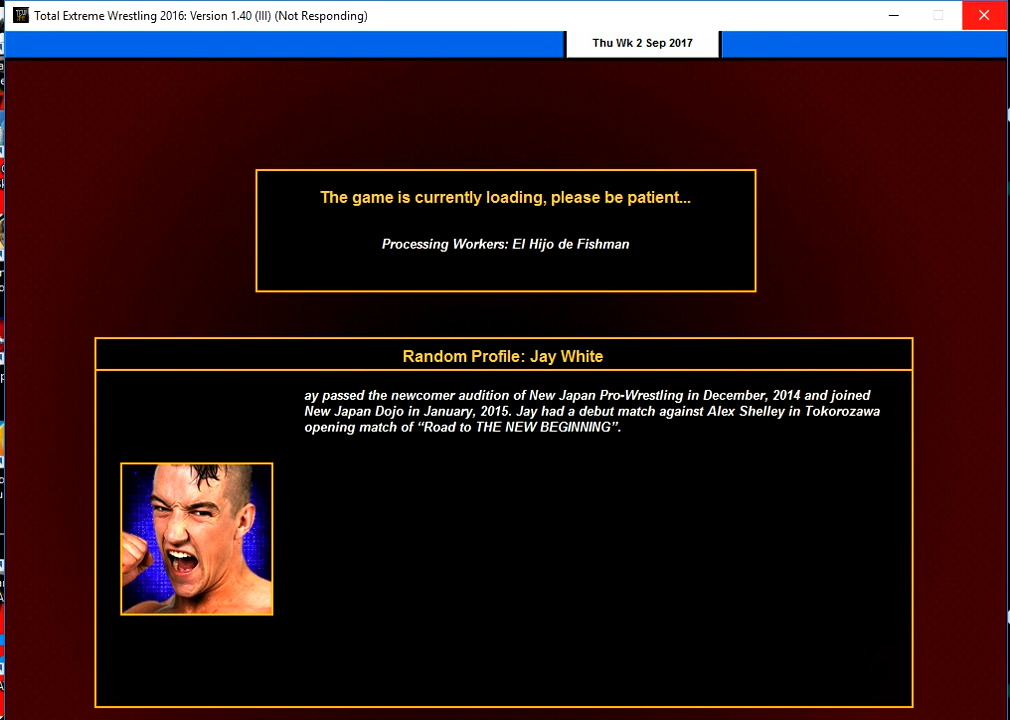 Total Extreme Wrestling 2016: Version 1.40 (III) (Not Responding)
Thu Wk 2 Sep 2017
The game is currently loading, please be patient...
Processing Workers: El Hijo de Fishman
Random Profile: Jay White
ay passed the newcomer audition of New Japan Pro-Wrestling in December, 2014 and joined
New Japan Dojo in January, 2015. Jay had a debut match against Alex Shelley in Tokorozawa
opening match of “Road to THE NEW BEGINNING”.